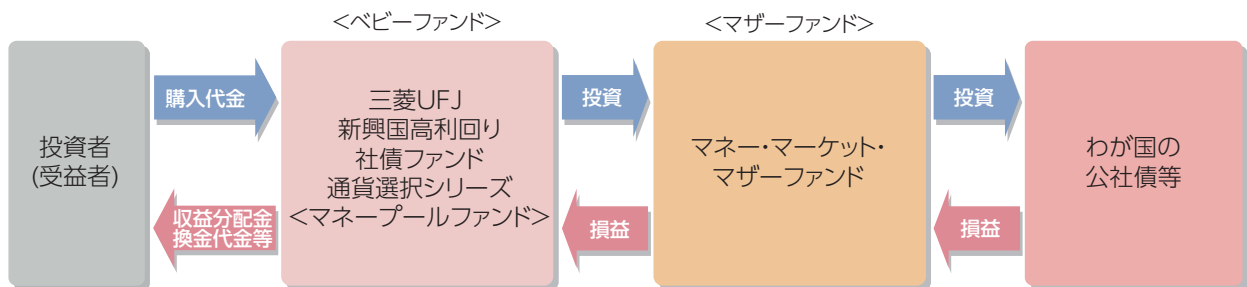 <ベビーファンド>
<マザーファンド>
投資者
(受益者)
購入代金
収益分配金
換金代金等
三菱UFJ
新興国高利回り
社債ファンド
通貨選択シリーズ
<マネープールファンド>
投資
損益
マネー・マーケット・
マザーファンド
投資
損益
わが国の
公社債等